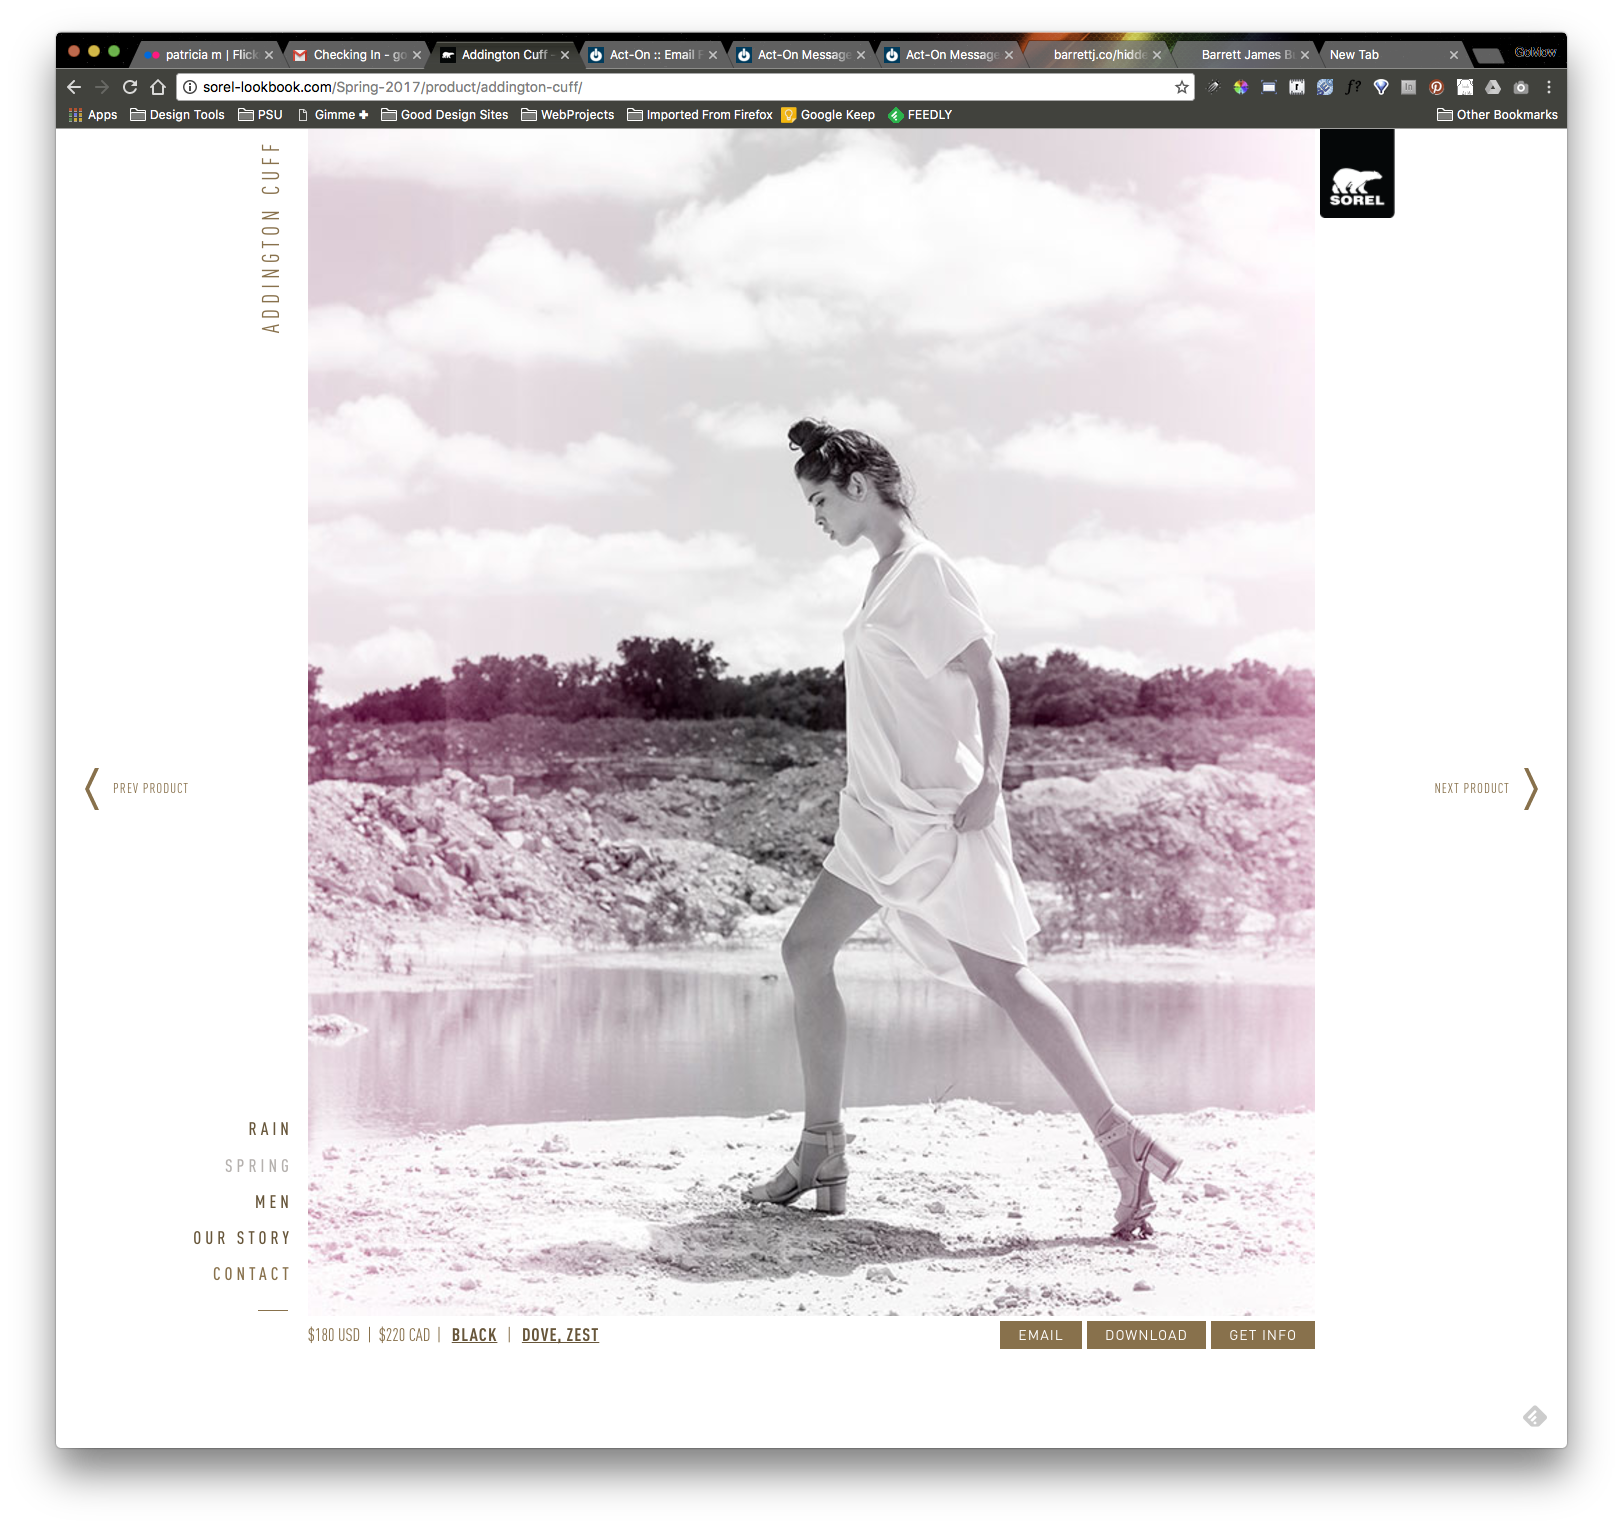 patricia m | Flick
Checking In - go
Addington Cuff -
Act-On :: Email
Act-On Message
Act-On Message
barrettj.co/hidde
Barrett James B
New Tab
GoMow
sorel-lookbook.com/Spring-2017/product/addington-cuff/
Apps
Design Tools
PSU
Gimme
Good Design Sites
WebProjects
Imported From Firefox
Google Keep
FEEDLY
Other Bookmarks
ADDINGTON CUFF
SOREL
PREV PRODUCT
NEXT PRODUCT
RAIN
SPRING
MEN
OUR STORY
CONTACT
$180 USD | $220 CAD | BLACK | DOVE, ZEST
EMAIL
DOWNLOAD
GET INFO